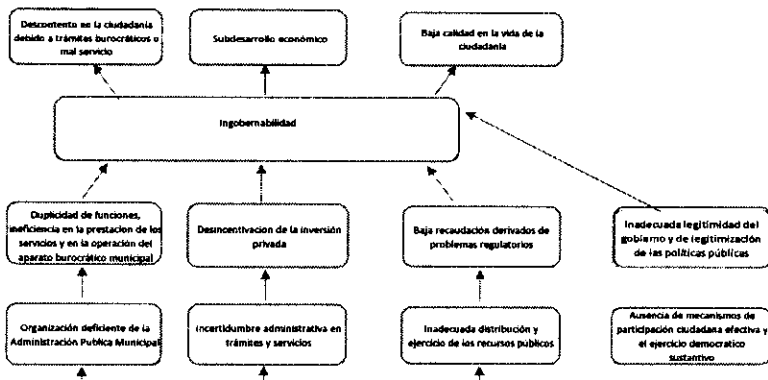 Descontento en la ciudadanía
debido a trámites burocráticos o
mal servicio
Subdesarrollo económico
Baja calidad en la vida de la
ciudadanía
Ingobernabilidad
Duplicidad de funciones,
ineficiencia en la prestacion de los
servicios y en la operación del
aparato burocrático municipal
Desincentivacion de la inversión
privada
Baja recaudación derivados de
problemas regulatorios
Inadecuada legitimidad del
gobierno y de legitimización
de las políticas públicas
Organización deficiente de la
Administración Publica Municipal
Incertidumbre administrativa en
trámites y servicios
Inadecuada distribución y
ejercicio de los recursos públicos
Ausencia de mecanismos de
participación ciudadana efectiva y
el ejercicio democratico
sustantivo